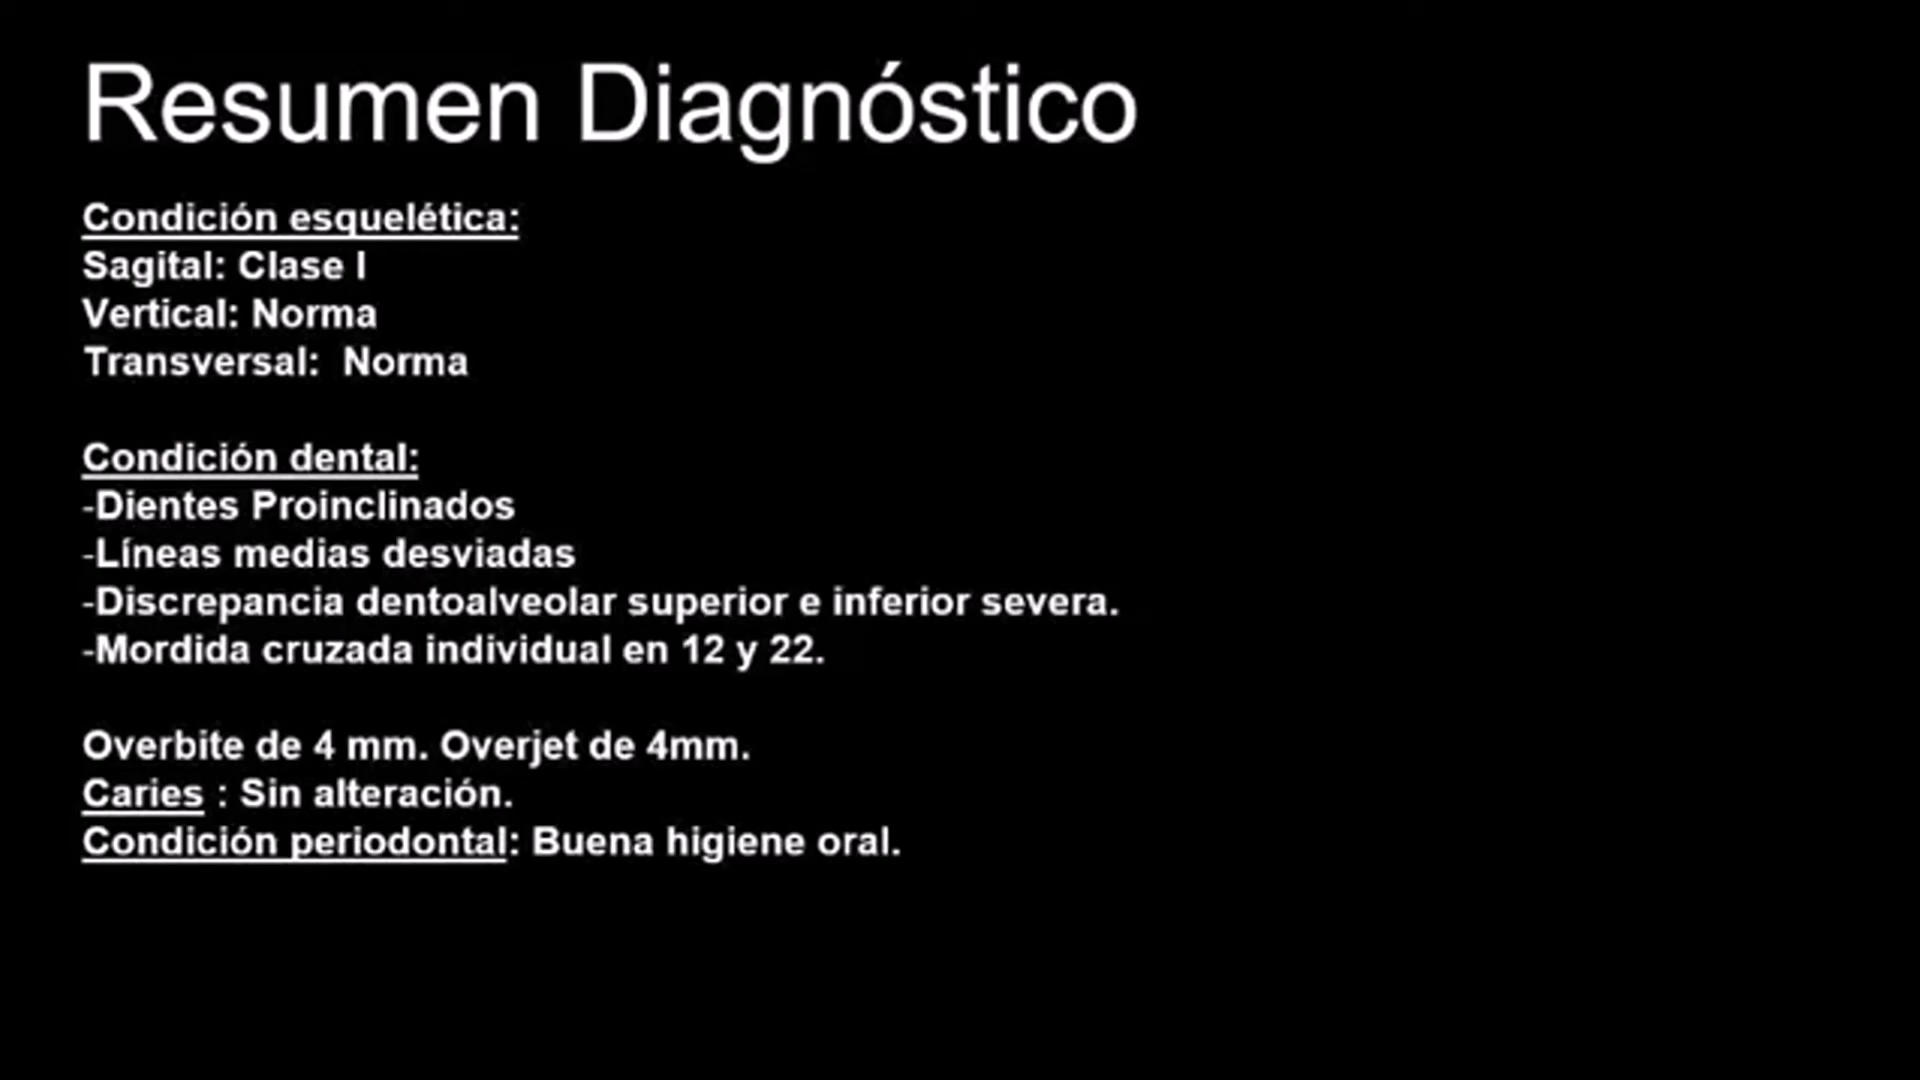 Resumen Diagnóstico
Condición esquelética:
Sagital: Clase I
Vertical: Norma
Transversal:  Norma
Condición dental:
-Dientes Proinclinados
-Líneas medias desviadas
-Discrepancia dentoalveolar superior e inferior severa.
-Mordida cruzada individual en 12 y 22.
Overbite de 4 mm. Overjet de 4mm.
Caries : Sin alteración.
Condición periodontal: Buena higiene oral.